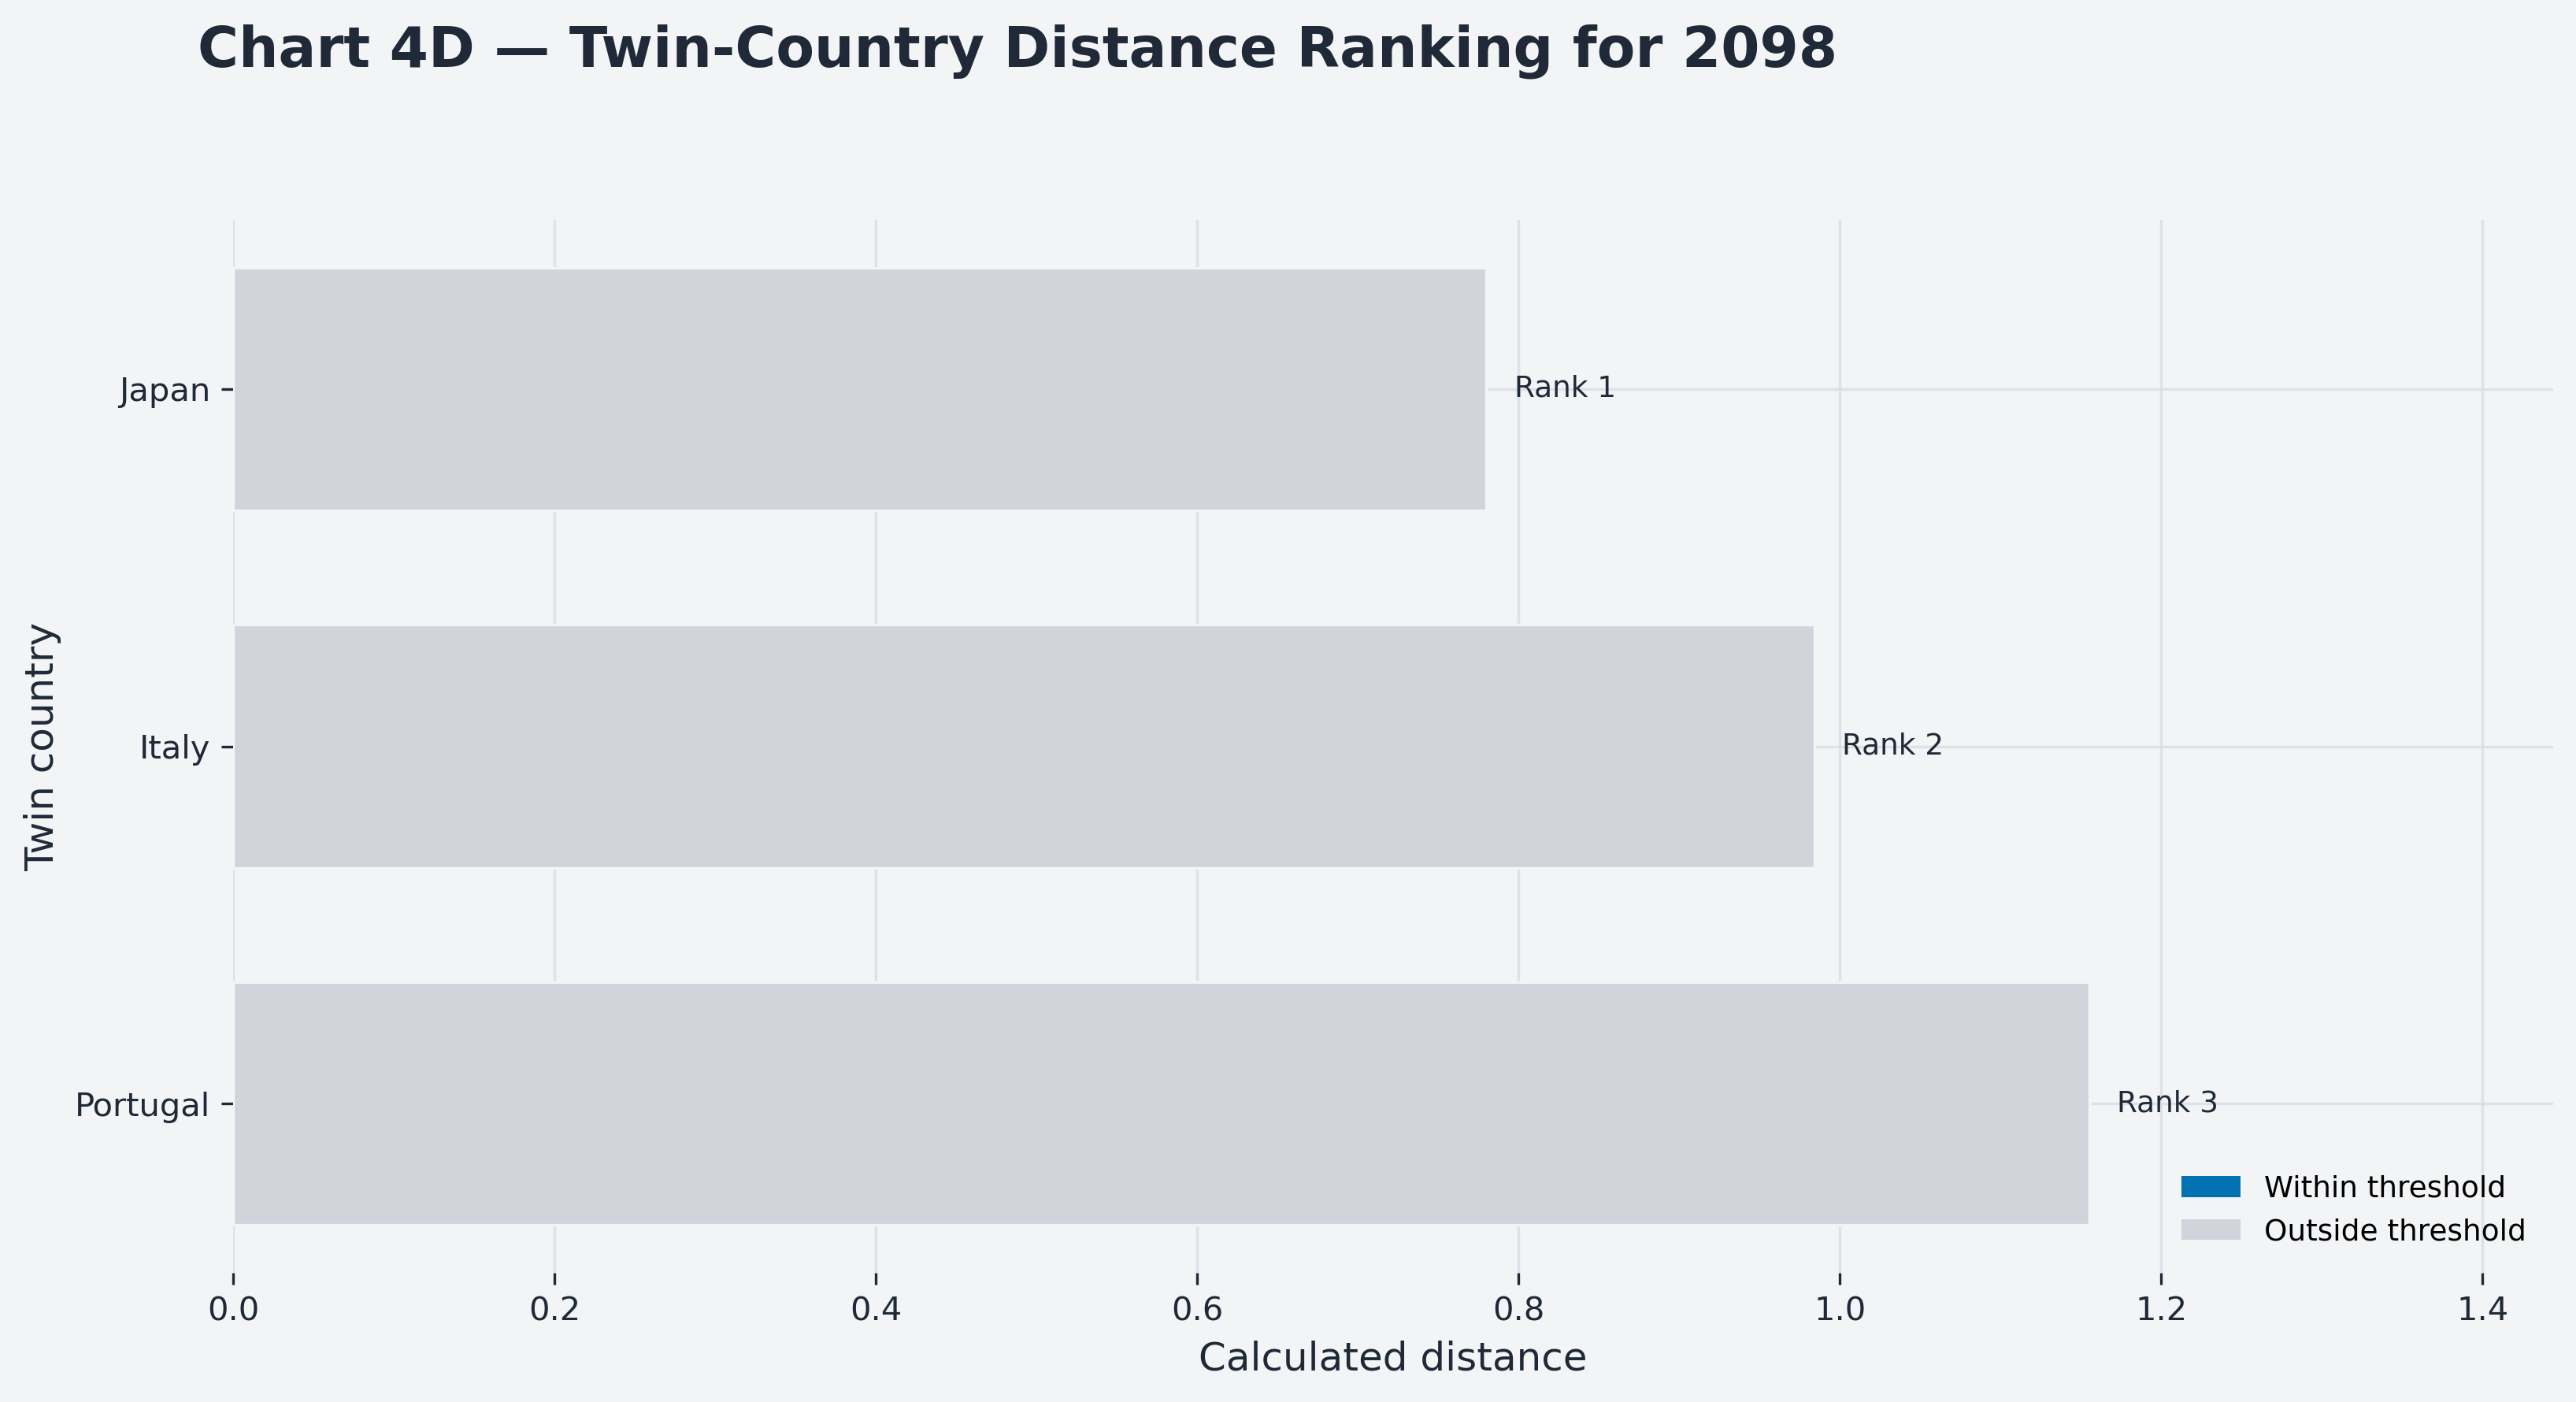 Chart 4D — Twin-Country Distance Ranking for 2098
Japan
Rank 1
Italy
Rank 2
Portugal
Rank 3
Twin country
Within threshold
Outside threshold
0.0 0.2 0.4 0.6 0.8 1.0 1.2 1.4
Calculated distance